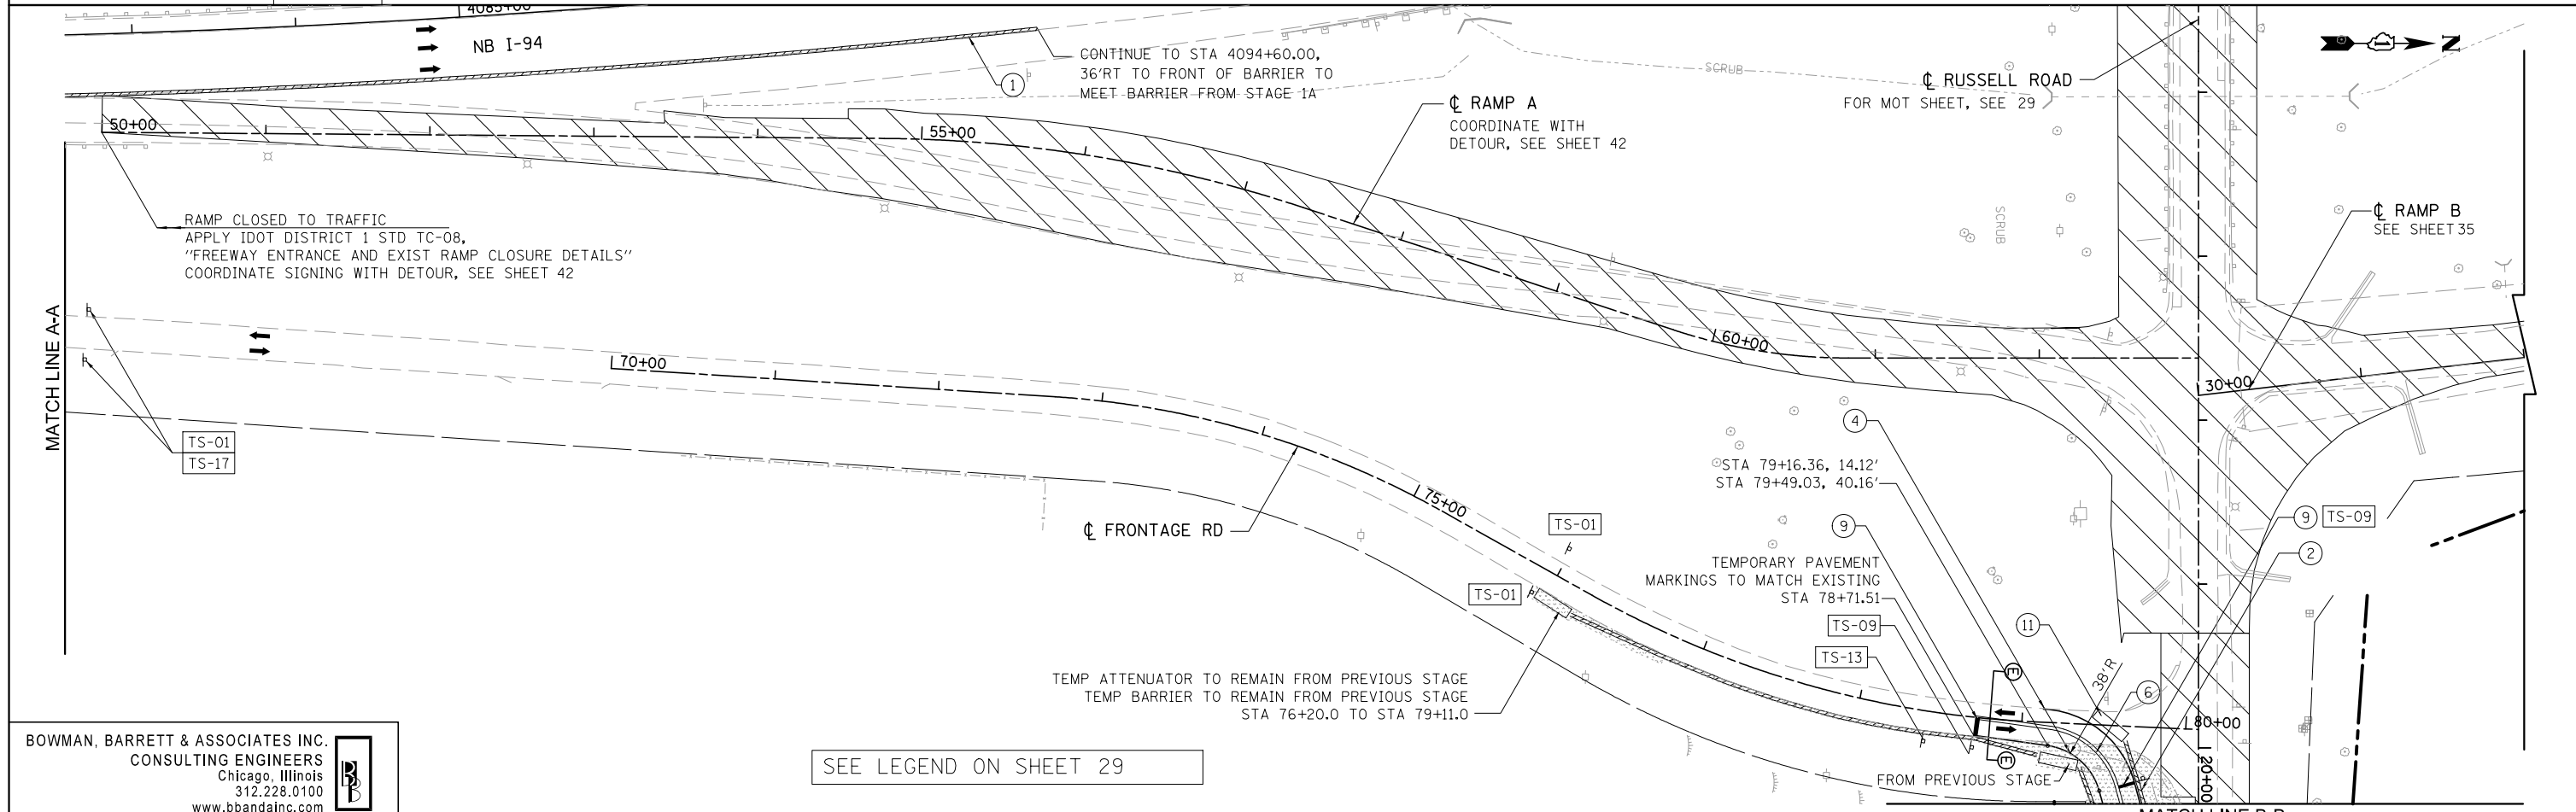 4085+00
NB I-94
1
CONTINUE TO STA 4094+60.00,
36'RT TO FRONT OF BARRIER TO
MEET BARRIER FROM STAGE 1A
SCRUB
℄ RUSSELL ROAD
FOR MOT SHEET, SEE 29
N
50+00
55+00
℄ RAMP A
COORDINATE WITH
DETOUR, SEE SHEET 42
RAMP CLOSED TO TRAFFIC
APPLY IDOT DISTRICT 1 STD TC-08,
"FREEWAY ENTRANCE AND EXIST RAMP CLOSURE DETAILS"
COORDINATE SIGNING WITH DETOUR, SEE SHEET 42
SCRUB
℄ RAMP B
SEE SHEET 35
MATCH LINE A-A
60+00
70+00
30+00
TS-01
TS-17
4
STA 79+16.36, 14.12'
STA 79+49.03, 40.16'
75+00
℄ FRONTAGE RD
TS-01
9
9
TS-09
2
TEMPORARY PAVEMENT
MARKINGS TO MATCH EXISTING
STA 78+71.51
TS-01
TS-09
11
TS-13
E
38'R
6
TEMP ATTENUATOR TO REMAIN FROM PREVIOUS STAGE
TEMP BARRIER TO REMAIN FROM PREVIOUS STAGE
STA 76+20.0 TO STA 79+11.0
80+00
E
20+00
FROM PREVIOUS STAGE
BOWMAN, BARRETT & ASSOCIATES INC.
CONSULTING ENGINEERS
Chicago, Illinois
312.228.0100
www.bbandainc.com
SEE LEGEND ON SHEET 29
MATCH LINE B-B